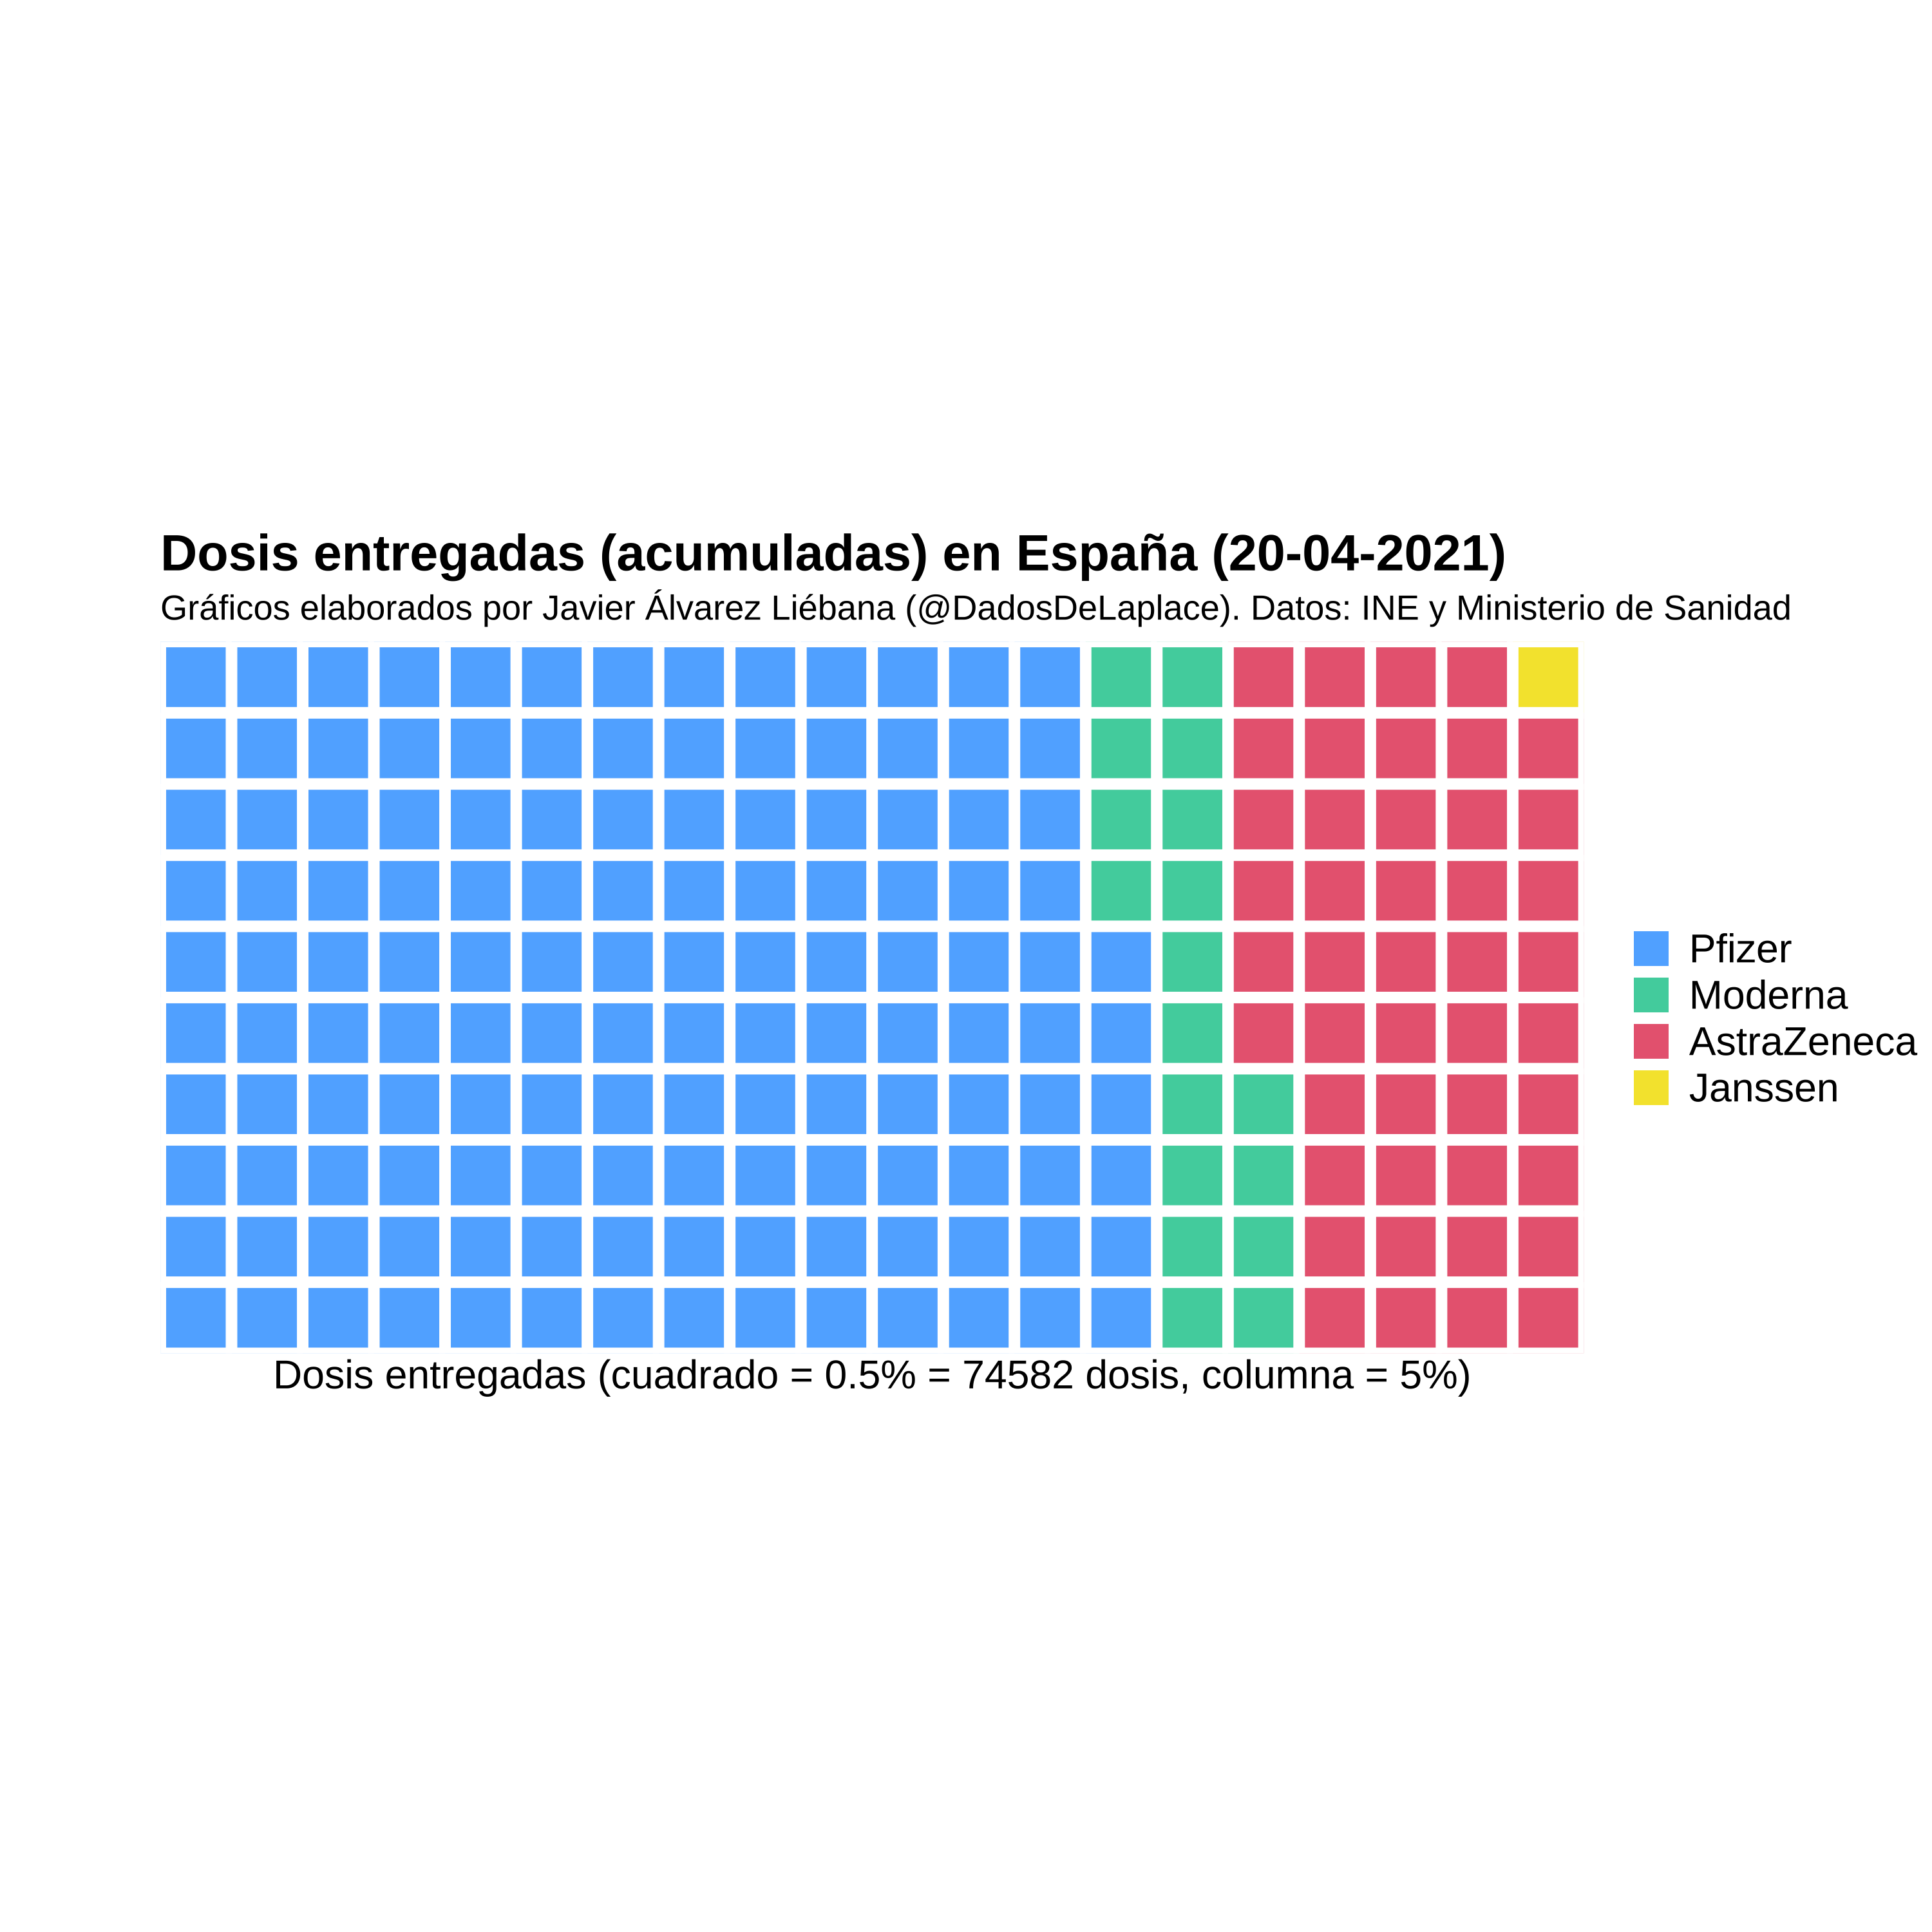 Dosis entregadas (acumuladas) en España (20-04-2021)
Gráficos elaborados por Javier Álvarez Liébana (@DadosDeLaplace). Datos: INE y Ministerio de Sanidad
Pfizer
Moderna
AstraZeneca
Janssen
Dosis entregadas (cuadrado = 0.5% = 74582 dosis, columna = 5%)